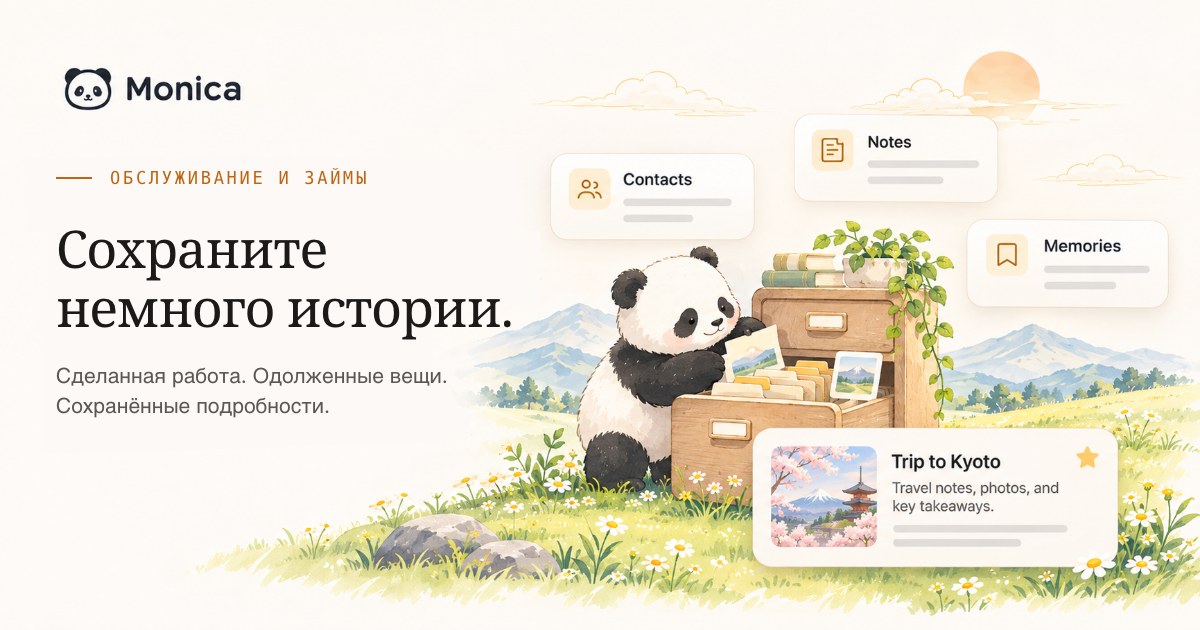 Monica
ОБСЛУЖИВАНИЕ И ЗАЙМЫ
Сохраните
немного истории.
Сделанная работа. Одолженные вещи.
Сохранённые подробности.
Contacts
Notes
Memories
Trip to Kyoto
Travel notes, photos, and
key takeaways.